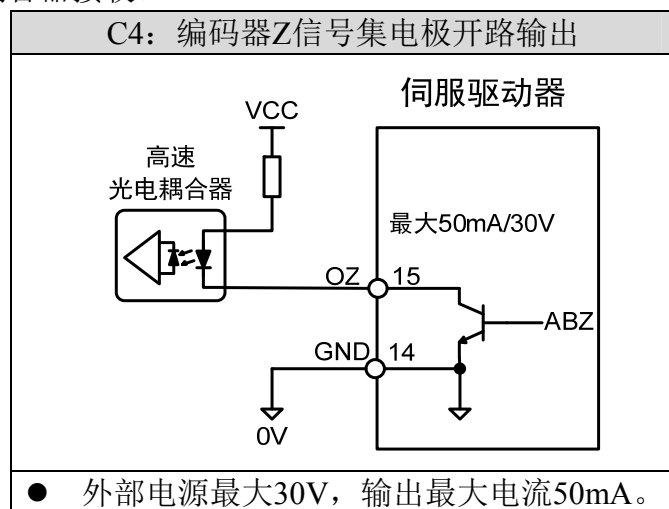 C4：编码器Z信号集电极开路输出
伺服驱动器
VCC
高速
光电耦合器
最大50mA/30V
OZ
15
ABZ
GND
14
0V
● 外部电源最大30V，输出最大电流50mA。